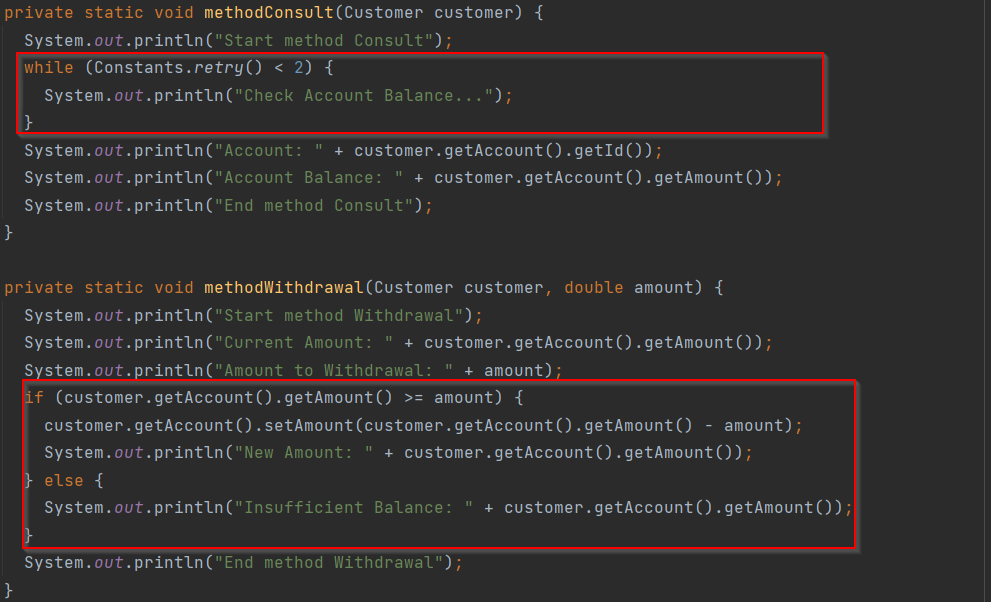 private static void methodConsult(Customer customer) {
  System.out.println("Start method Consult");
  while (Constants.retry() < 2) {
    System.out.println("Check Account Balance...");
  }
  System.out.println("Account: " + customer.getAccount().getId());
  System.out.println("Account Balance: " + customer.getAccount().getAmount());
  System.out.println("End method Consult");
}

private static void methodWithdrawal(Customer customer, double amount) {
  System.out.println("Start method Withdrawal");
  System.out.println("Current Amount: " + customer.getAccount().getAmount());
  System.out.println("Amount to Withdrawal: " + amount);
  if (customer.getAccount().getAmount() >= amount) {
    customer.getAccount().setAmount(customer.getAccount().getAmount() - amount);
    System.out.println("New Amount: " + customer.getAccount().getAmount());
  } else {
    System.out.println("Insufficient Balance: " + customer.getAccount().getAmount());
  }
  System.out.println("End method Withdrawal");
}